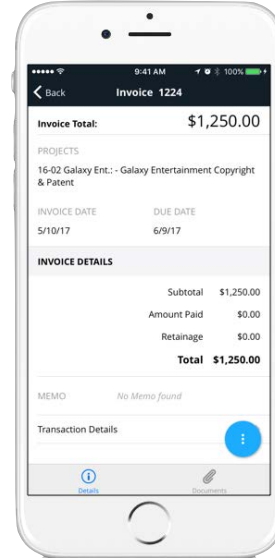 9:41 AM 100%
Back Invoice 1224
Invoice Total: $1,250.00
PROJECTS
16-02 Galaxy Ent.: - Galaxy Entertainment Copyright
& Patent
INVOICE DATE DUE DATE
5/10/17 6/9/17
INVOICE DETAILS
Subtotal $1,250.00
Amount Paid $0.00
Retainage $0.00
Total $1,250.00
MEMO No Memo found
Transaction Details
Details Documents